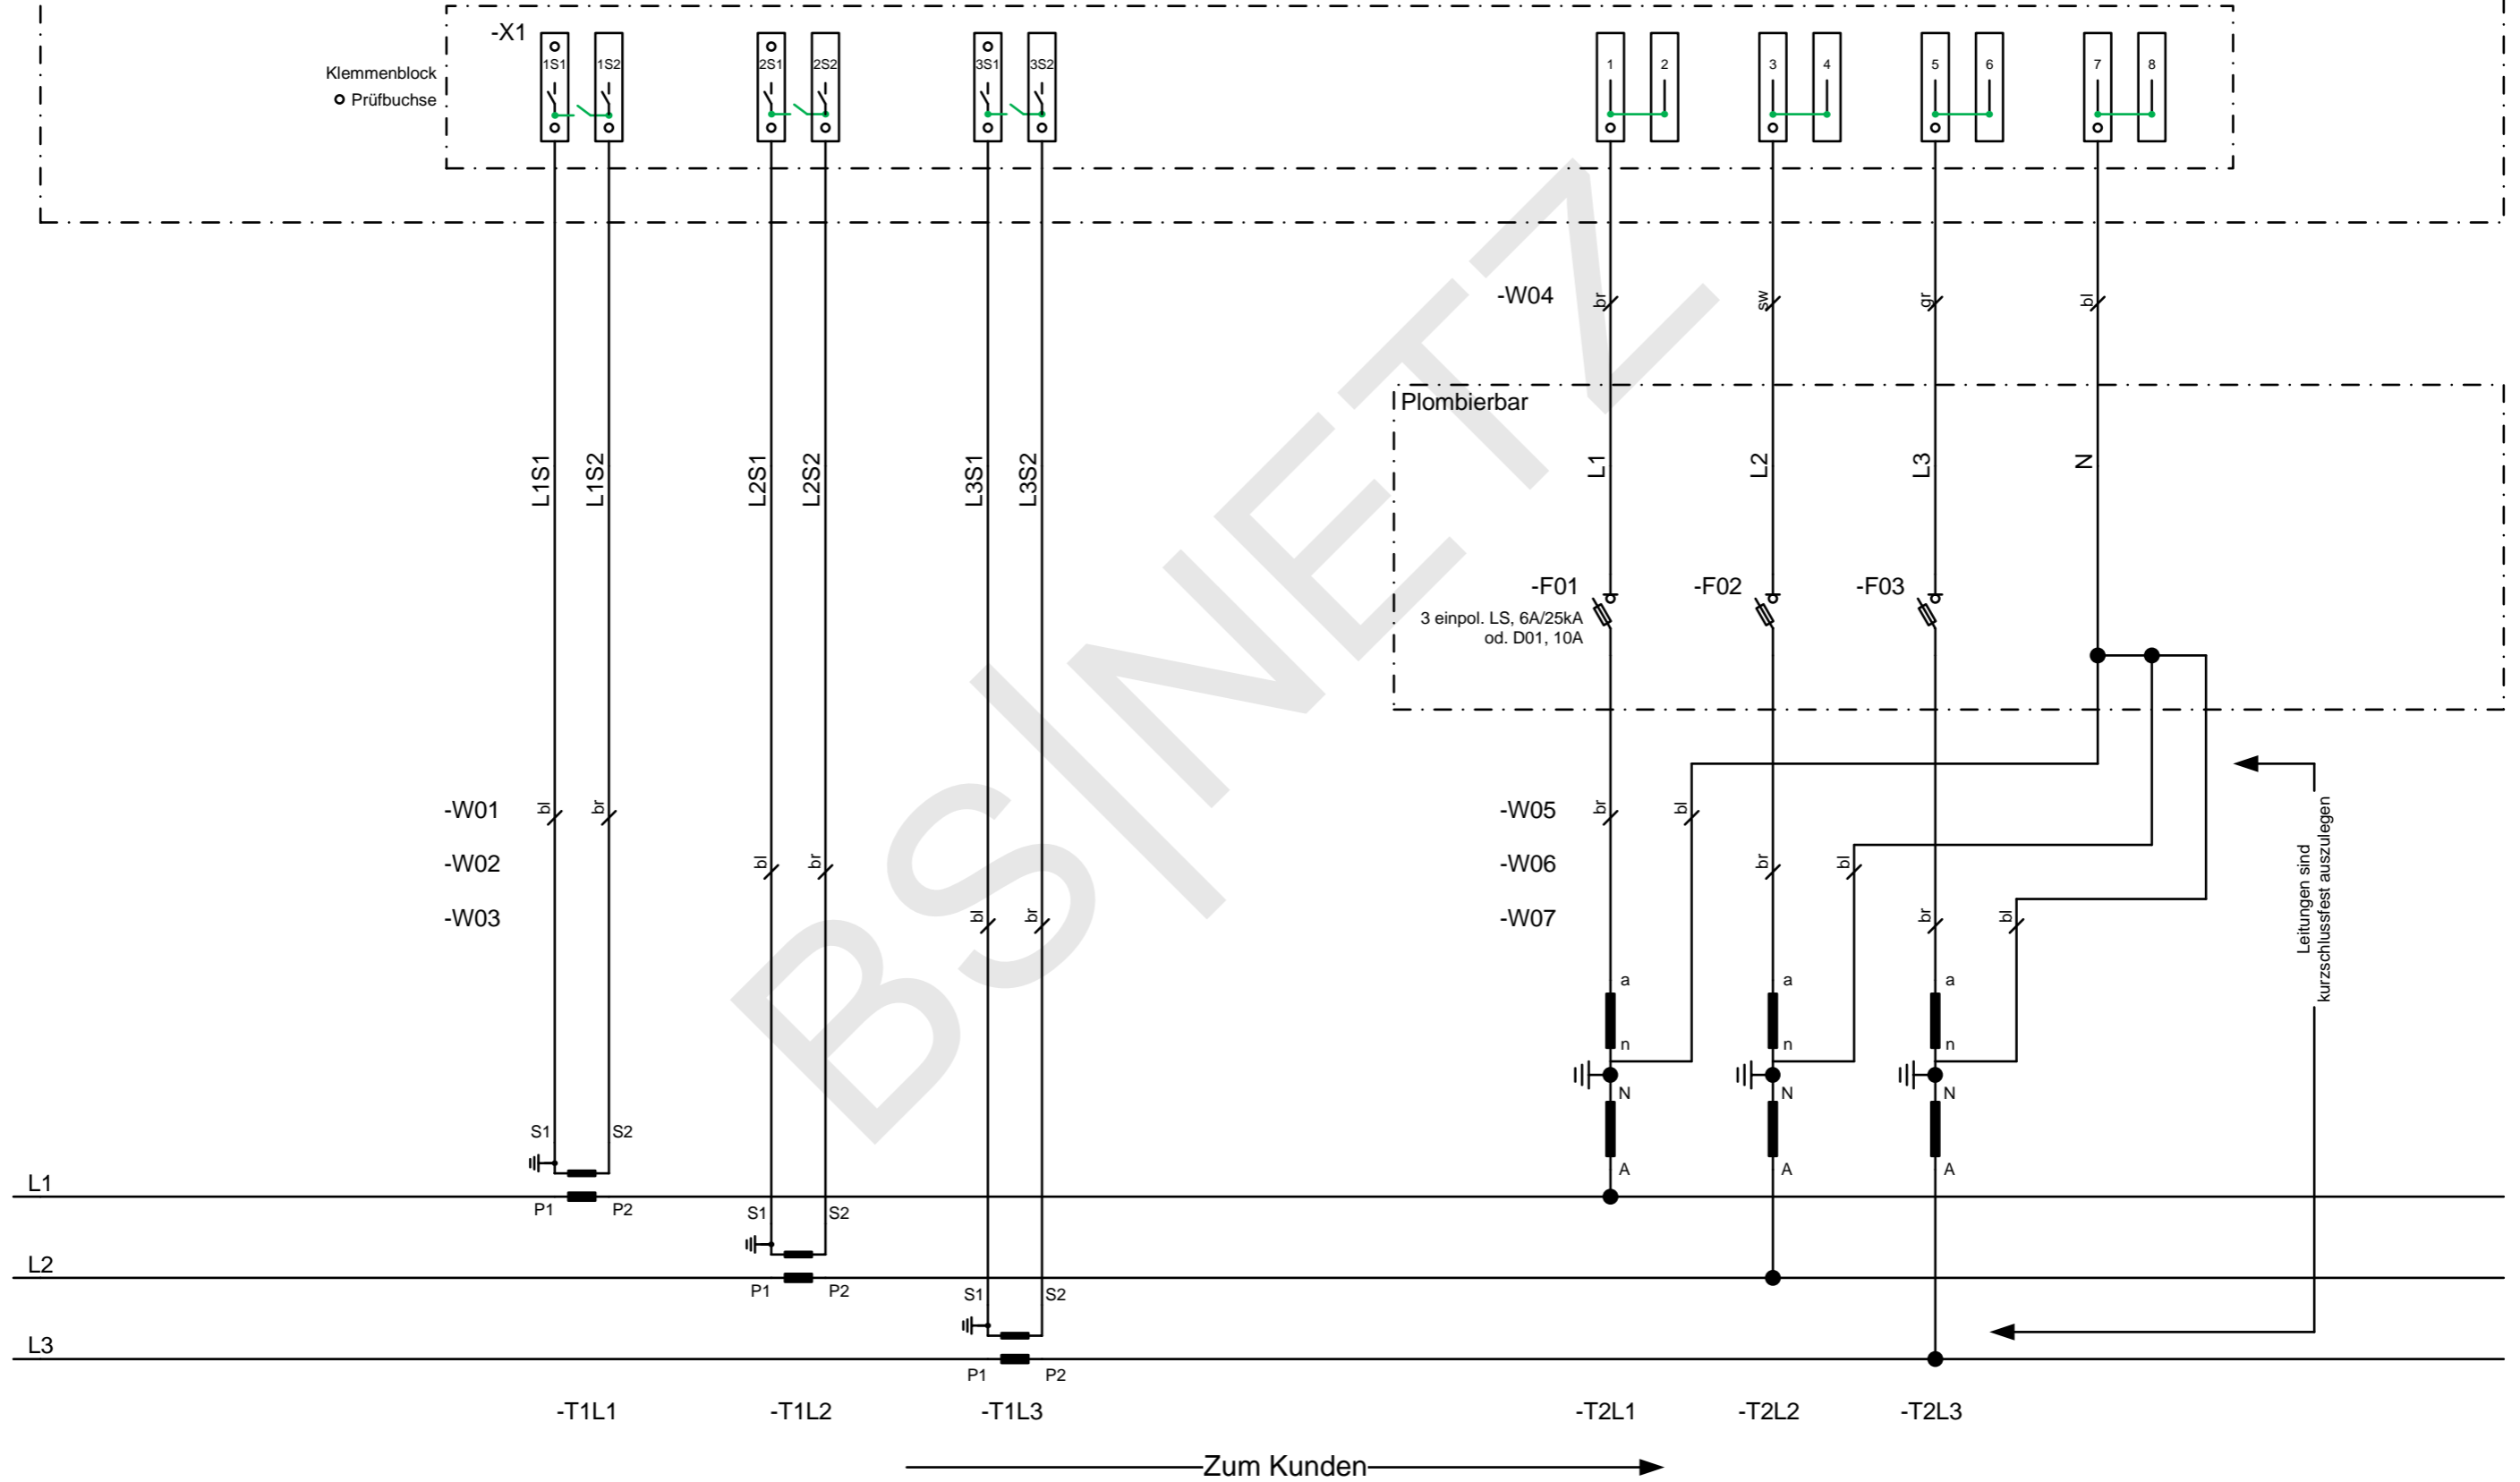 -X1
Klemmenblock
Prüfbuchse
1S1 1S2 2S1 2S2 3S1 3S2 1 2 3 4 5 6 7 8
-W04 br sw gr bl
Plombierbar
L1S1 L1S2 L2S1 L2S2 L3S1 L3S2 L1 L2 L3 N
-F01 -F02 -F03
3 einpol. LS, 6A/25kA
od. D01, 10A
-W01 bl br -W05 br bl
-W02 bl br -W06 br bl
-W03 bl br -W07 br bl
Leitungen sind
kurzschlussfest auszulegen
a a a
n n n
N N N
S1 S2
A A A
L1
P1 P2
S1 S2
L2
P1 P2
S1 S2
L3
P1 P2
-T1L1 -T1L2 -T1L3 -T2L1 -T2L2 -T2L3
Zum Kunden
BS|NETZ